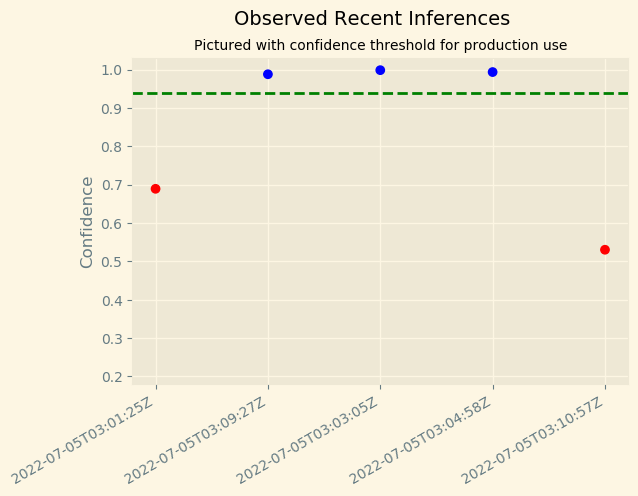 Observed Recent Inferences
Pictured with confidence threshold for production use
Confidence
1.0
0.9
0.8
0.7
0.6
0.5
0.4
0.3
0.2
2022-07-05T03:01:25Z
2022-07-05T03:09:27Z
2022-07-05T03:03:05Z
2022-07-05T03:04:58Z
2022-07-05T03:10:57Z